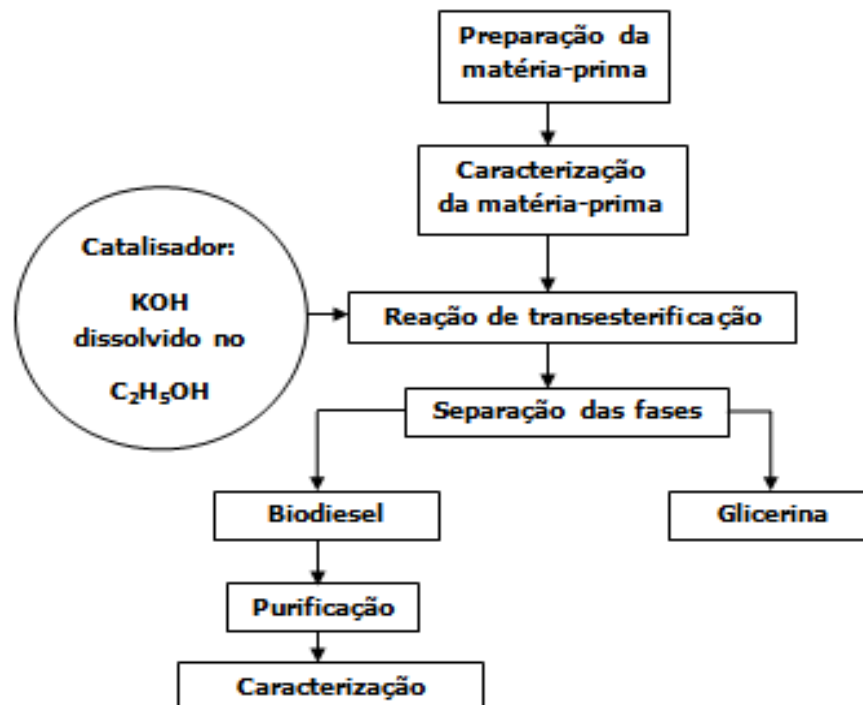 Preparação da
matéria-prima
Caracterização
da matéria-prima
Catalisador:
KOH
dissolvido no
C₂H₅OH
Reação de transesterificação
Separação das fases
Biodiesel
Glicerina
Purificação
Caracterização